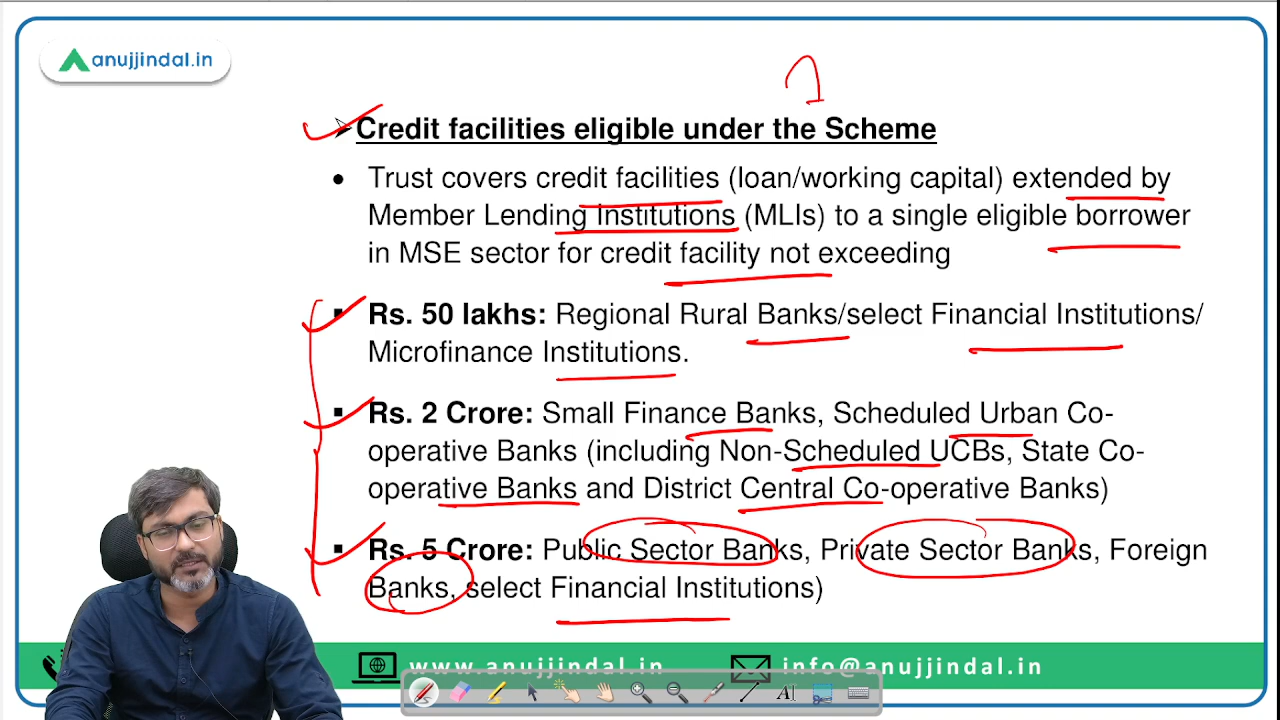 anujjindal.in
Credit facilities eligible under the Scheme
Trust covers credit facilities (loan/working capital) extended by
Member Lending Institutions (MLIs) to a single eligible borrower
in MSE sector for credit facility not exceeding
Rs. 50 lakhs: Regional Rural Banks/select Financial Institutions/
Microfinance Institutions.
Rs. 2 Crore: Small Finance Banks, Scheduled Urban Co-
operative Banks (including Non-Scheduled UCBs, State Co-
operative Banks and District Central Co-operative Banks)
Rs. 5 Crore: Public Sector Banks, Private Sector Banks, Foreign
Banks, select Financial Institutions)
www.anujjindal.in info@anujjindal.in